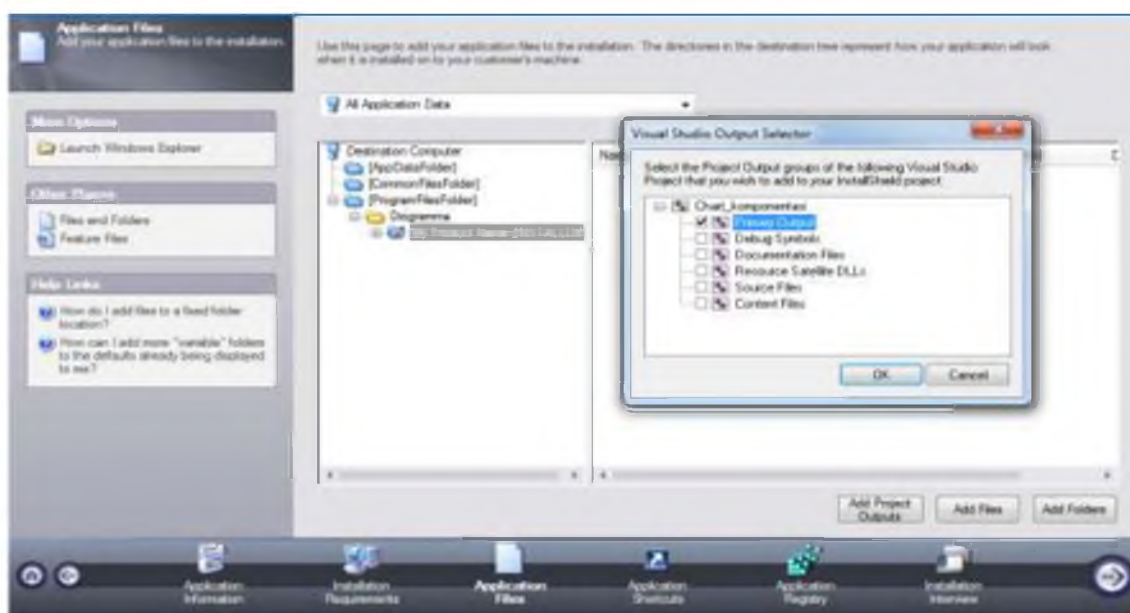 Application Files
Add your application files to the installation.
Use this page to add your application files to the installation. The directories in the destination tree represent how your application will look
when it is installed on to your customer's machine.
More Options
Launch Windows Explorer
Other Places
Files and Folders
Feature Files
Help Links
How do I add files to a fixed folder
location?
How can I add more "variable" folders
to the defaults already being displayed
to me?
All Application Data
Destination Computer
[AppDataFolder]
[CommonFilesFolder]
[ProgramFilesFolder]
Diogramma
Visual Studio Output Selector
Select the Project Output groups of the following Visual Studio
Project that you wish to add to your InstallShield project
Chart_komponentasi
Primary Output
Debug Symbols
Documentation Files
Resource Satellite DLLs
Source Files
Content Files
OK
Cancel
Add Project
Outputs
Add Files
Add Folders
Application
Information
Installation
Requirements
Application
Files
Application
Shortcuts
Application
Registry
Installation
Interview